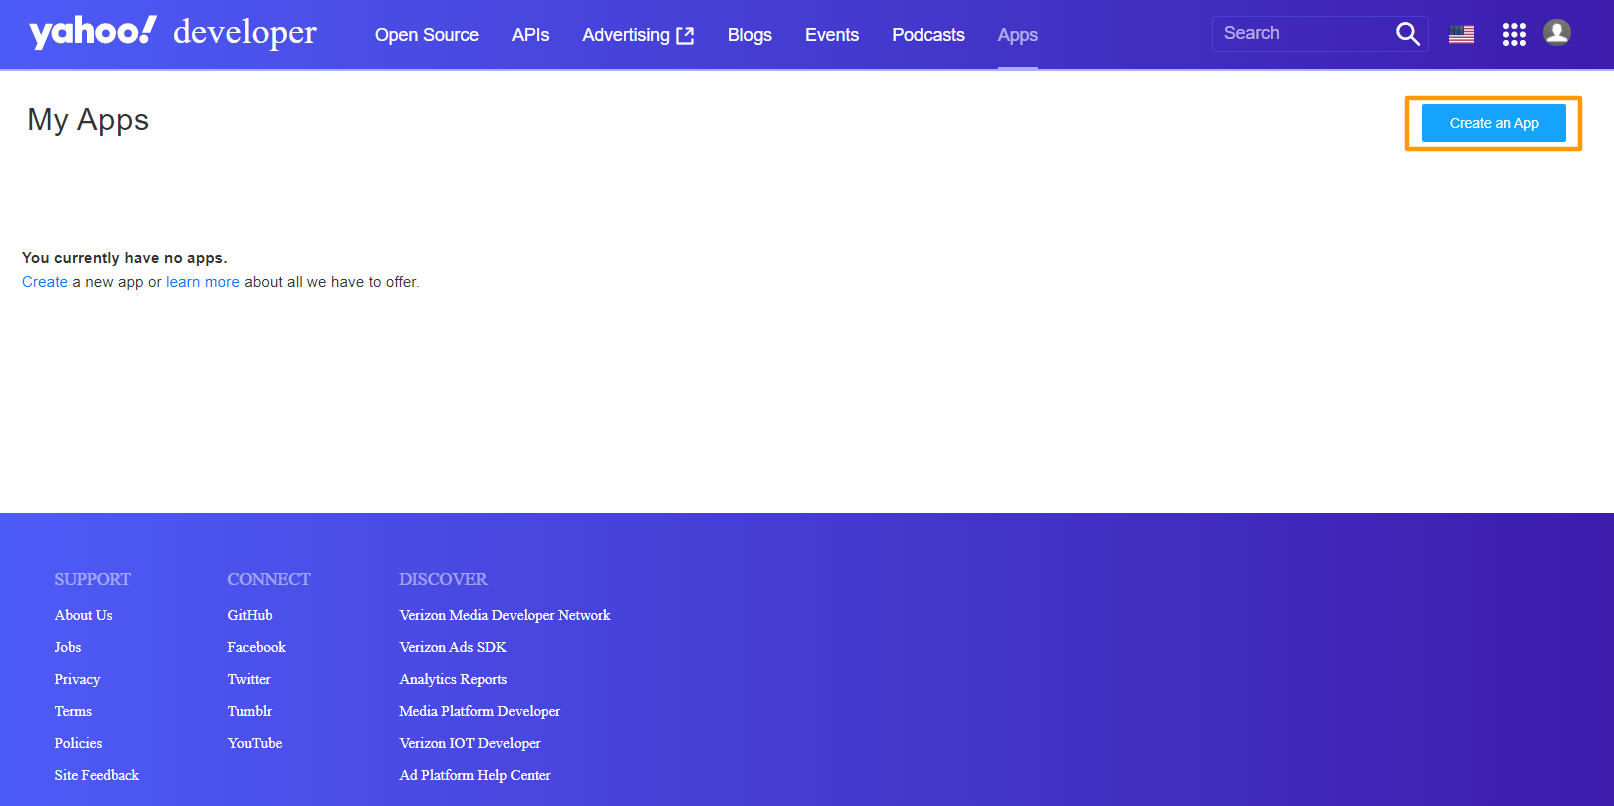 yahoo! developer
Open Source APIs Advertising Blogs Events Podcasts Apps Search
My Apps
Create an App
You currently have no apps.
Create a new app or learn more about all we have to offer.
SUPPORT
About Us
Jobs
Privacy
Terms
Policies
Site Feedback
CONNECT
GitHub
Facebook
Twitter
Tumblr
YouTube
DISCOVER
Verizon Media Developer Network
Verizon Ads SDK
Analytics Reports
Media Platform Developer
Verizon IOT Developer
Ad Platform Help Center